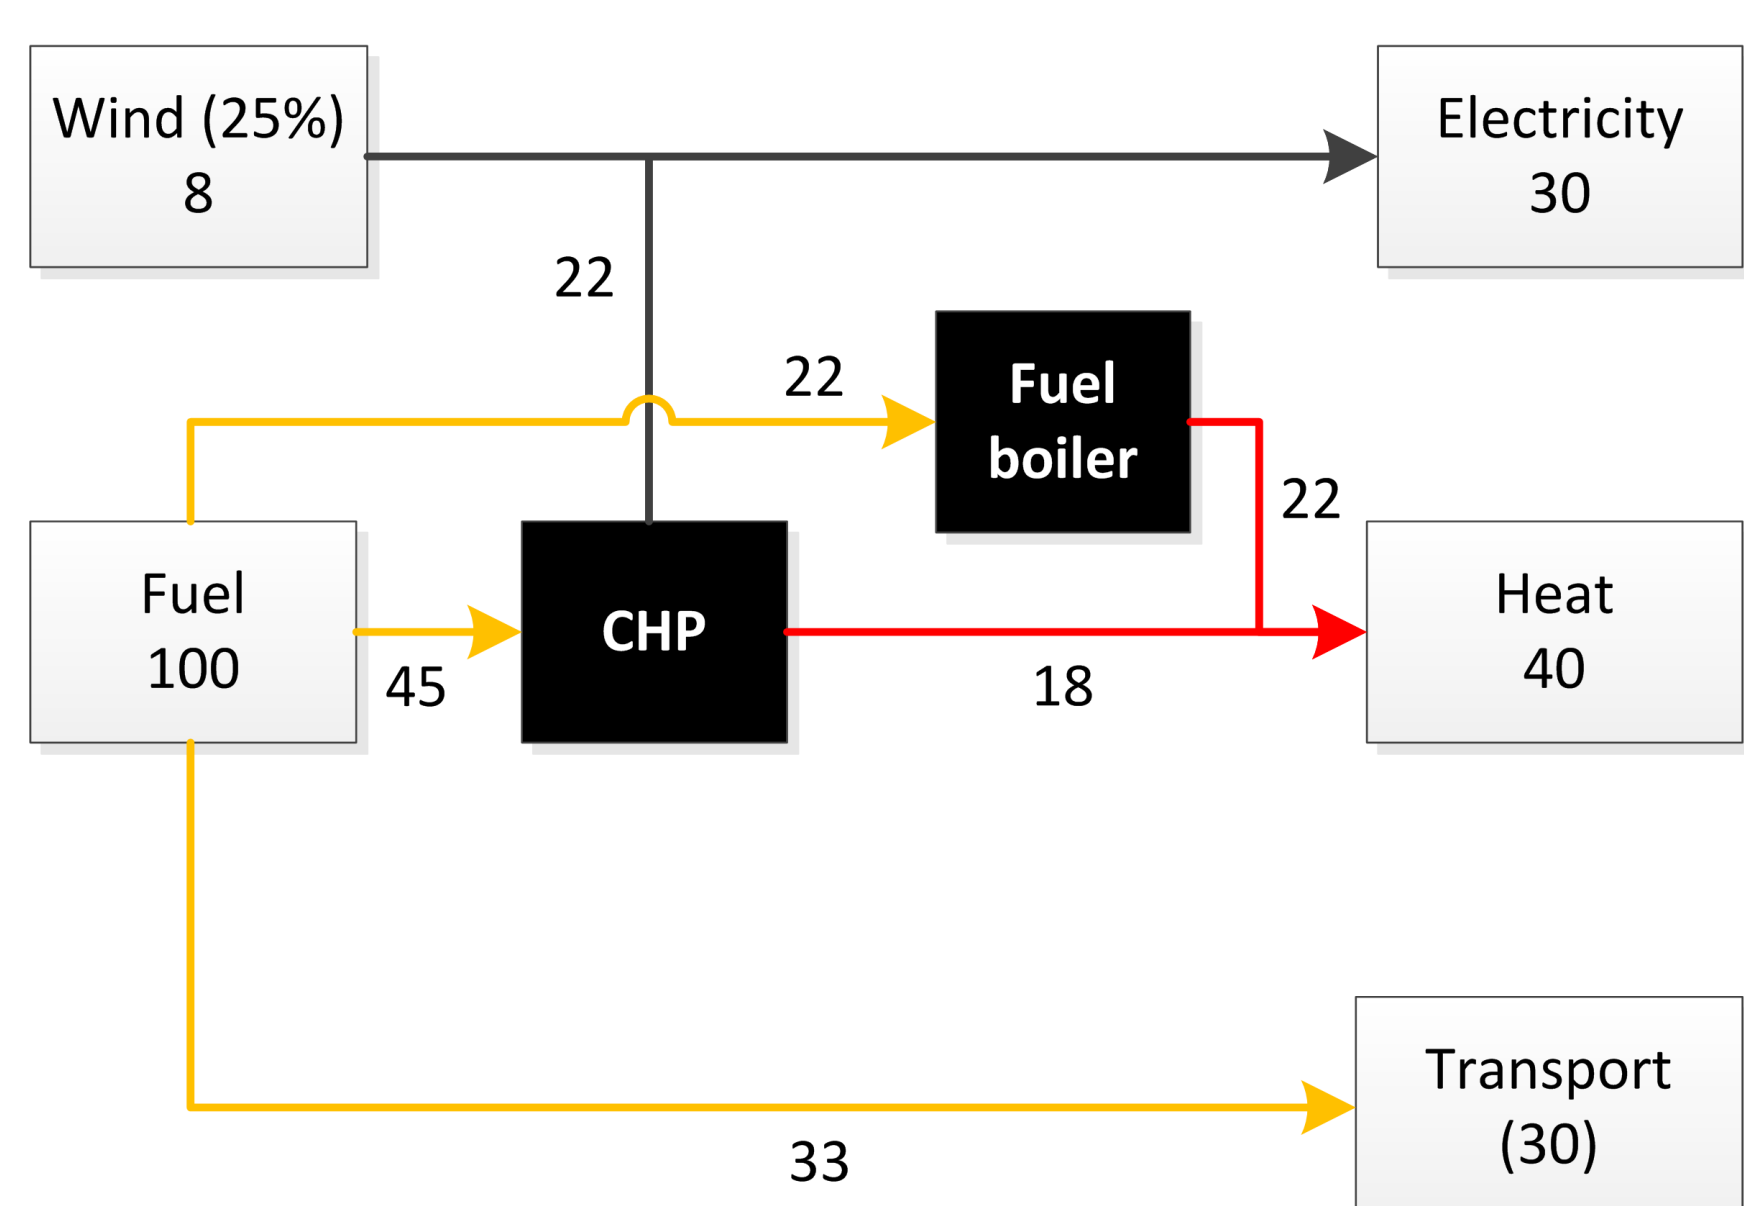 Wind (25%)
8
Electricity
30
22
22
Fuel
boiler
22
Fuel
100
45
CHP
18
Heat
40
33
Transport
(30)